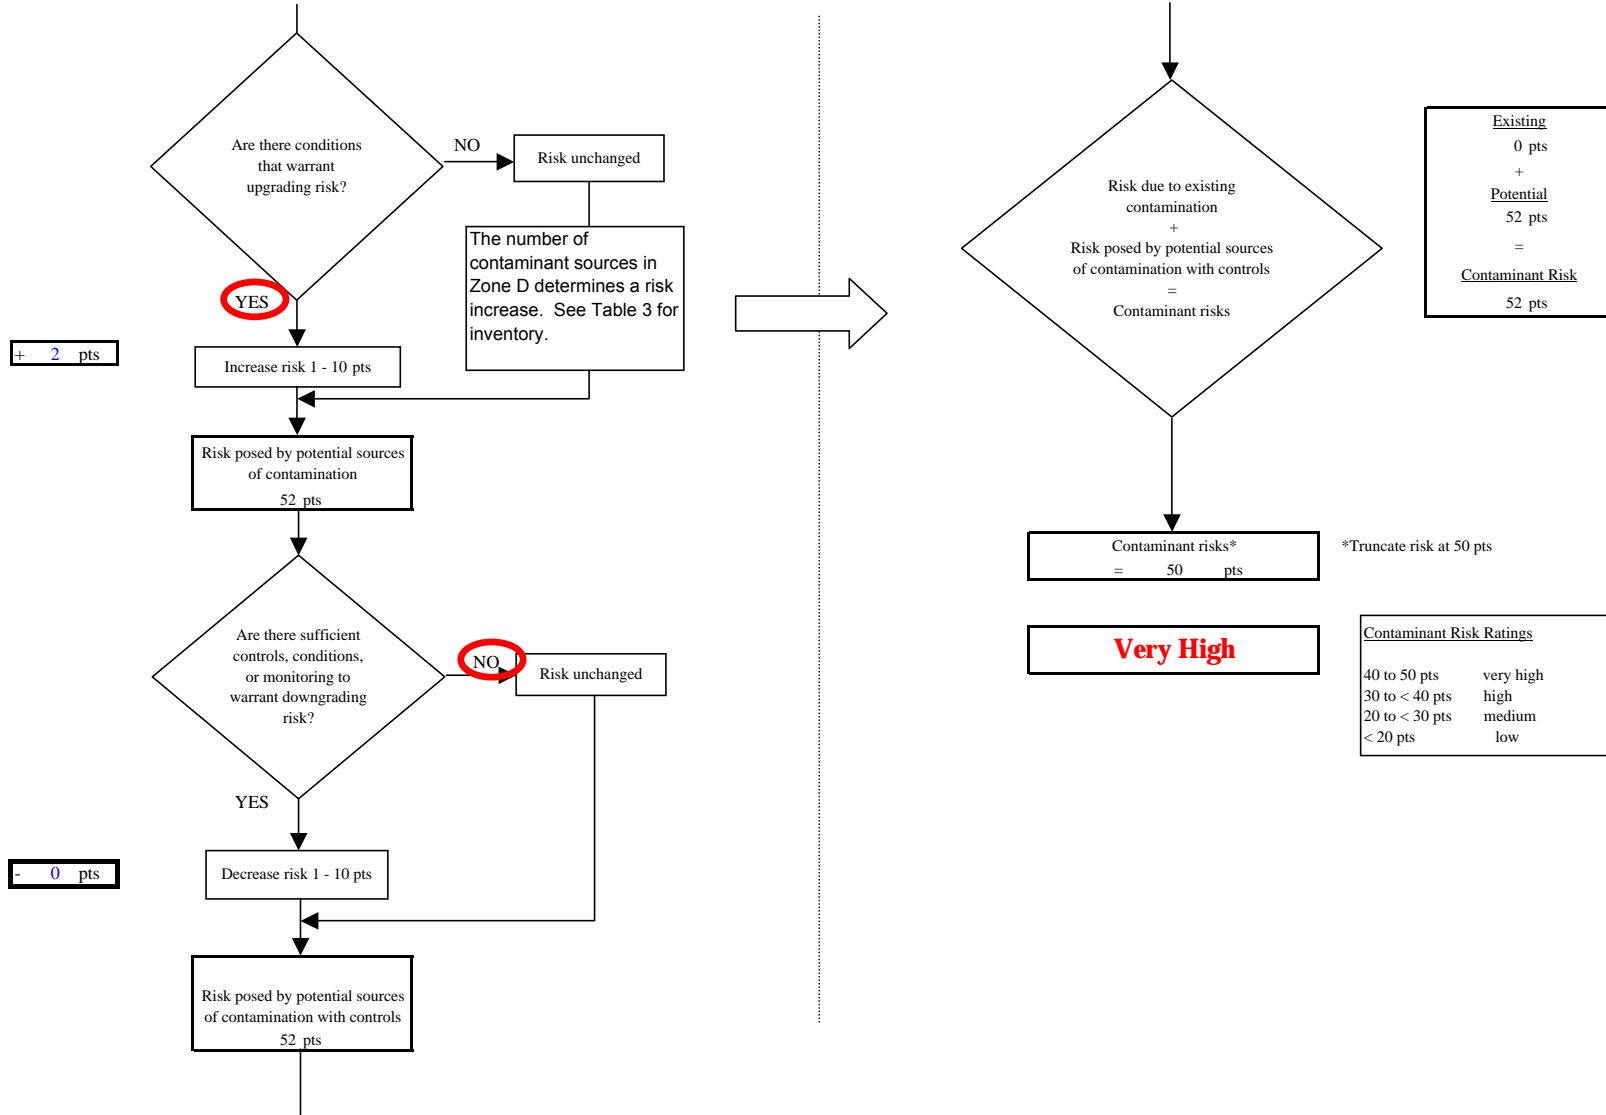 Are there conditions
that warrant
upgrading risk?
NO
Risk unchanged
The number of
contaminant sources in
Zone D determines a risk
increase.  See Table 3 for
inventory.
YES
+ 2 pts
Increase risk 1 - 10 pts
Risk posed by potential sources
of contamination
52 pts
Are there sufficient
controls, conditions,
or monitoring to
warrant downgrading
risk?
NO
Risk unchanged
YES
- 0 pts
Decrease risk 1 - 10 pts
Risk posed by potential sources
of contamination with controls
52 pts
Risk due to existing
contamination
+
Risk posed by potential sources
of contamination with controls
=
Contaminant risks
Existing
0 pts
+
Potential
52 pts
=
Contaminant Risk
52 pts
Contaminant risks*
= 50 pts
*Truncate risk at 50 pts
Very High
Contaminant Risk Ratings
40 to 50 pts very high
30 to < 40 pts high
20 to < 30 pts medium
< 20 pts low